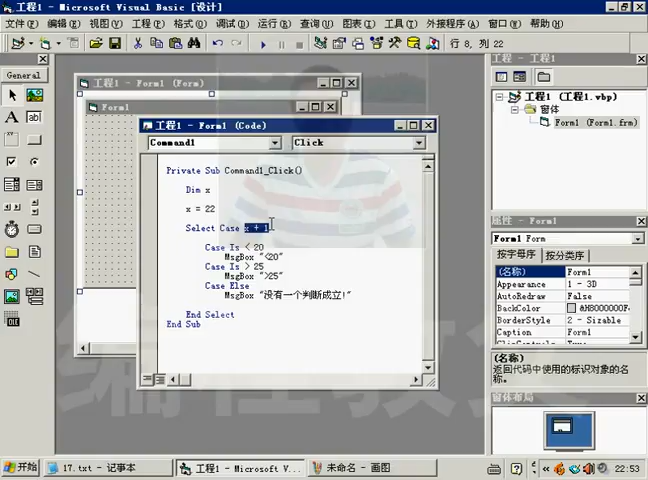 工程1 - Microsoft Visual Basic [设计]
文件(F) 编辑(E) 视图(V) 工程(P) 格式(O) 调试(D) 运行(R) 查询(U) 图表(I) 工具(T) 外接程序(A) 窗口(W) 帮助(H)
行 8, 列 22
General
工程1 - Form1 (Form)
Form1
工程1 - Form1 (Code)
Command1
Click
Private Sub Command1_Click()
Dim x
x = 22
Select Case x + 1
Case Is < 20
MsgBox "<20"
Case Is > 25
MsgBox ">25"
Case Else
MsgBox "没有一个判断成立!"
End Select
End Sub
工程 - 工程1
工程1 (工程1.vbp)
窗体
Form1 (Form1.frm)
属性 - Form1
Form1 Form
按字母序 按分类序
(名称) Form1
Appearance 1 - 3D
AutoRedraw False
BackColor &H8000000F&
BorderStyle 2 - Sizable
Caption Form1
(名称)
返回代码中使用的标识对象的名称。
窗体布局
开始
17.txt - 记事本
工程1 - Microsoft V...
未命名 - 画图
22:53